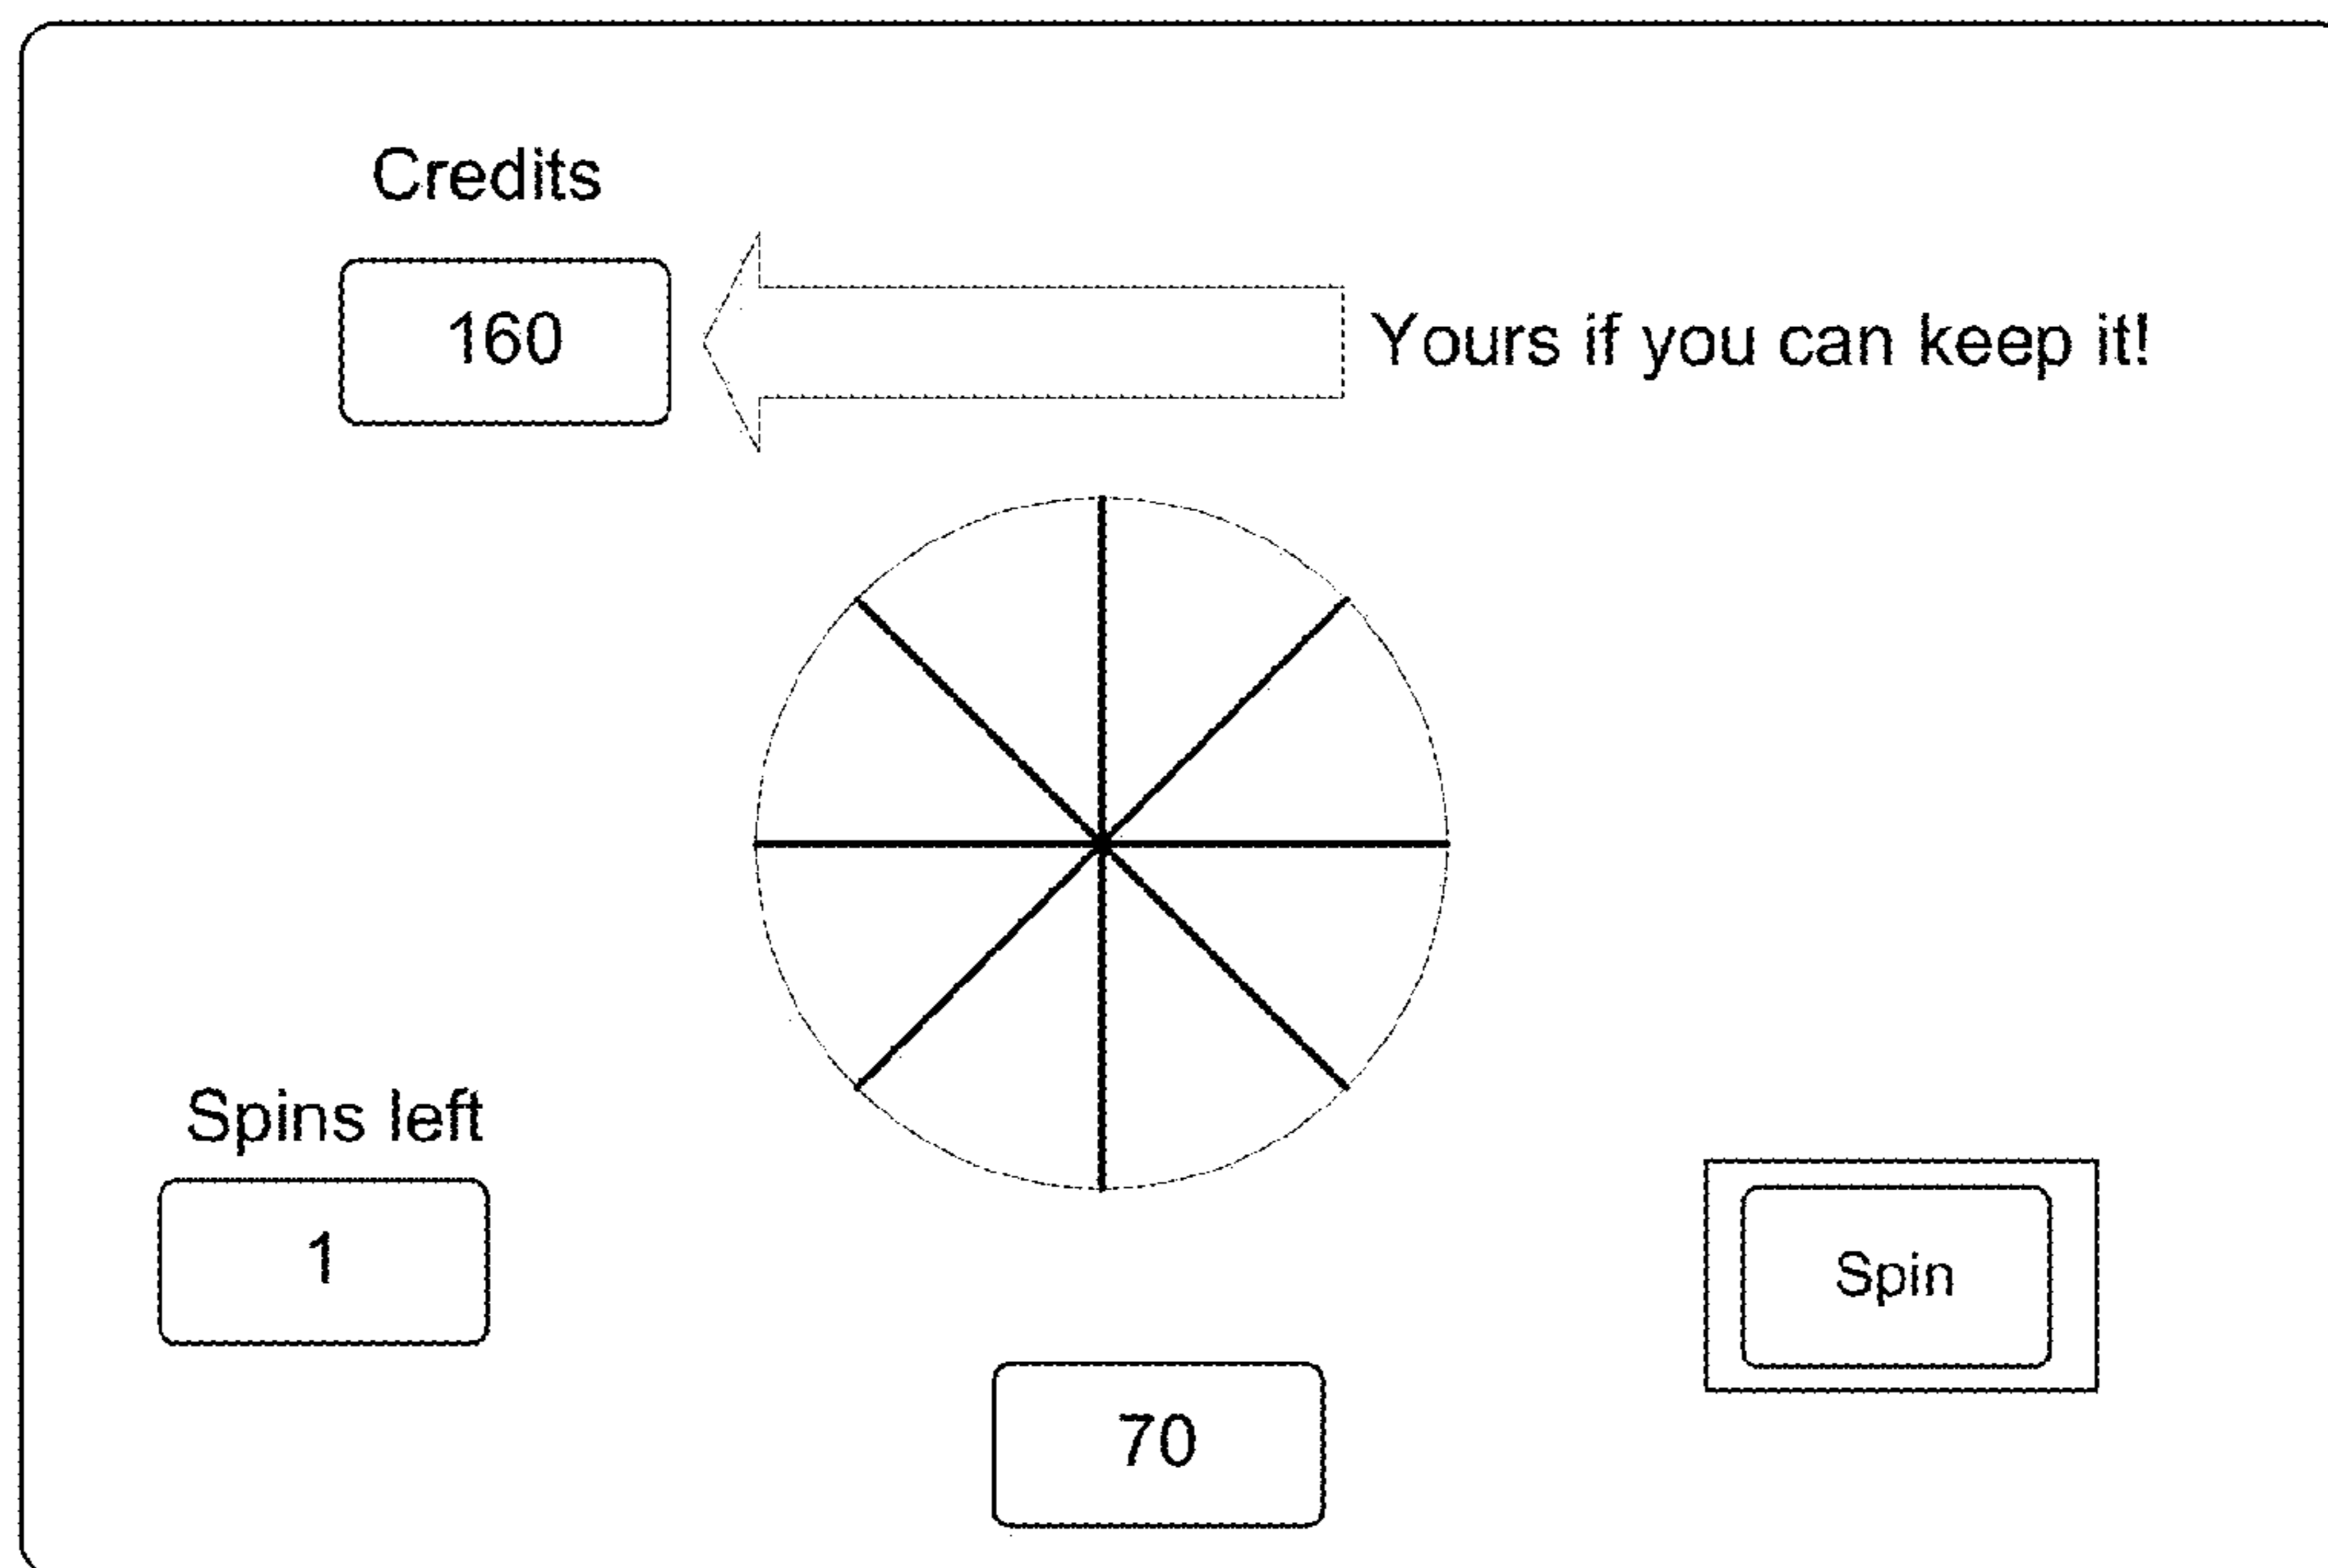 Credits
160
Yours if you can keep it!
Spins left
1
Spin
70